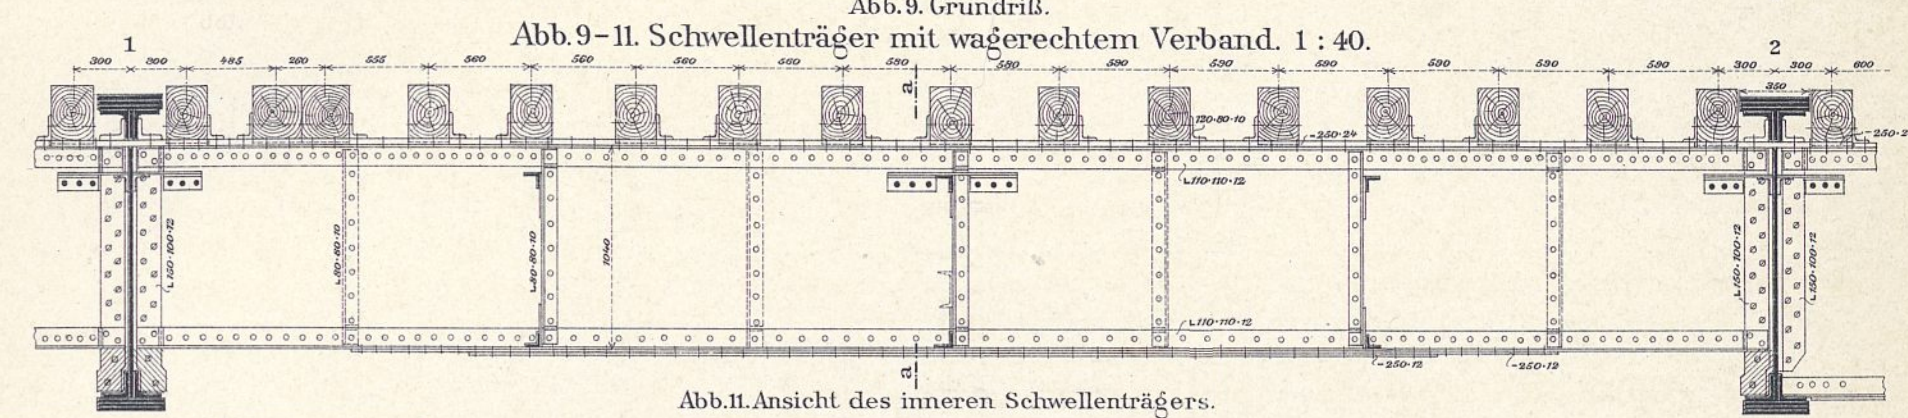 Abb. 9. Grundriß.
Abb. 9-11. Schwellenträger mit wagerechtem Verband. 1 : 40.
1 2
300 300 485 260 555 560 560 560 560 580 580 590 590 590 590 590 590 300 300 600
350
a
120·80·10
-250·24
-250·2
L110·110·12
L150·100·12
L80·80·10
L80·80·10
1040
L150·100·12
L150·100·12
L110·110·12
-250·12
-250·12
a
Abb. 11. Ansicht des inneren Schwellenträgers.